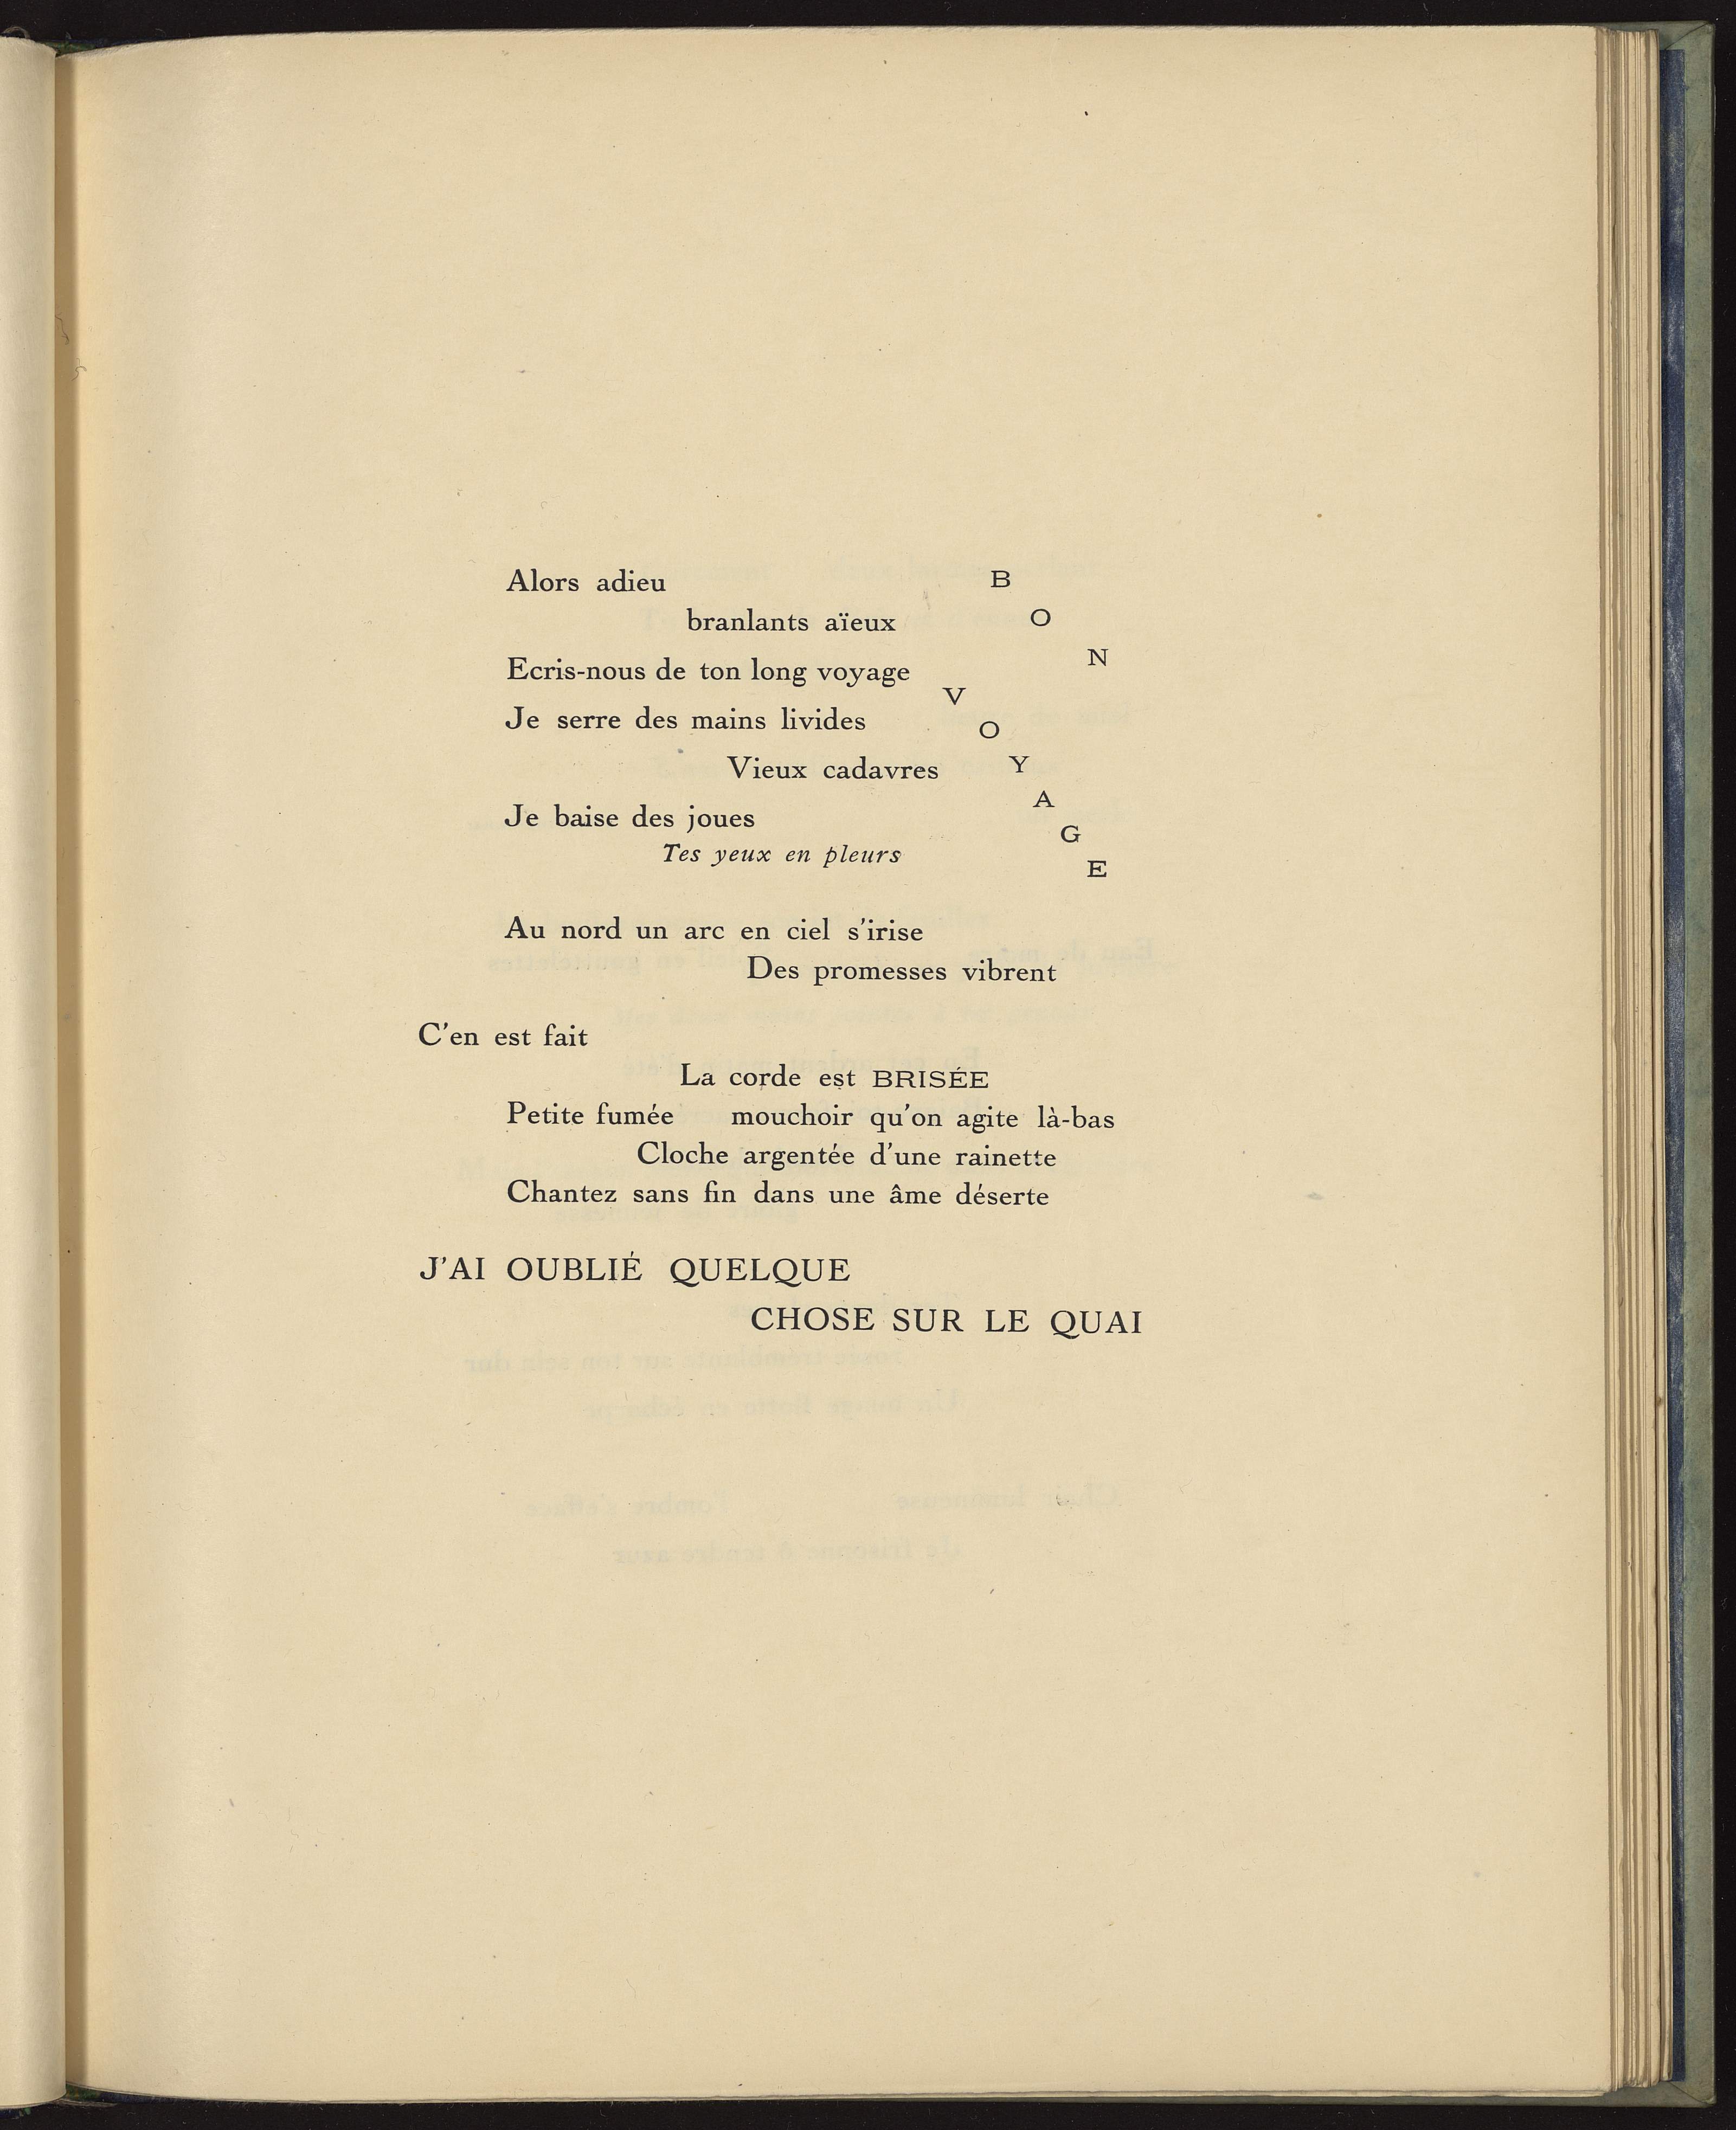 Alors adieu
branlants aïeux
Ecris-nous de ton long voyage
Je serre des mains livides
Vieux cadavres
Je baise des joues
Tes yeux en pleurs
B
O
N
V
O
Y
A
G
E
Au nord un arc en ciel s'irise
Des promesses vibrent
C'en est fait
La corde est BRISÉE
Petite fumée mouchoir qu'on agite là-bas
Cloche argentée d'une rainette
Chantez sans fin dans une âme déserte
J'AI OUBLIÉ QUELQUE
CHOSE SUR LE QUAI